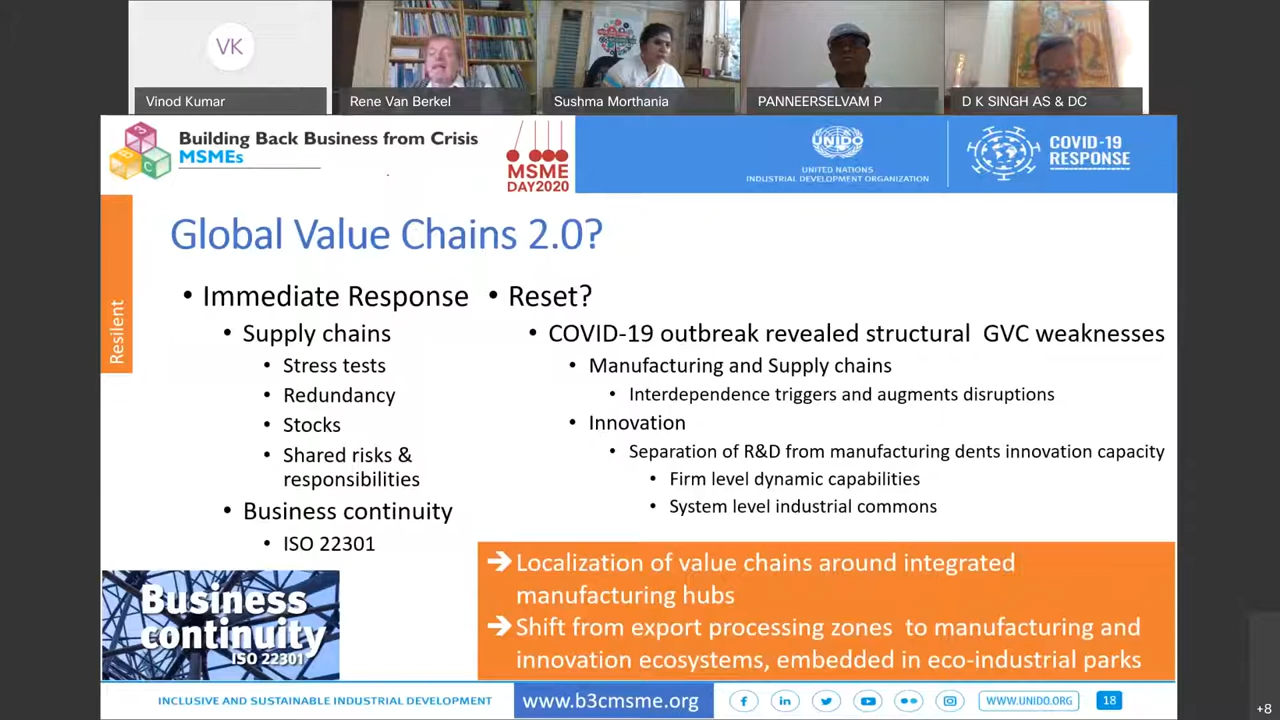 VK
Vinod Kumar
Rene Van Berkel
Sushma Morthania
PANNEERSELVAM P
D K SINGH AS & DC
Building Back Business from Crisis
MSMEs
MSME
DAY2020
UNIDO
UNITED NATIONS
INDUSTRIAL DEVELOPMENT ORGANIZATION
COVID-19
RESPONSE
Resilent
Global Value Chains 2.0?
• Immediate Response
• Supply chains
• Stress tests
• Redundancy
• Stocks
• Shared risks &
responsibilities
• Business continuity
• ISO 22301
• Reset?
• COVID-19 outbreak revealed structural GVC weaknesses
• Manufacturing and Supply chains
• Interdependence triggers and augments disruptions
• Innovation
• Separation of R&D from manufacturing dents innovation capacity
• Firm level dynamic capabilities
• System level industrial commons
Business
continuity
ISO 22301
➔ Localization of value chains around integrated
manufacturing hubs
➔ Shift from export processing zones to manufacturing and
innovation ecosystems, embedded in eco-industrial parks
INCLUSIVE AND SUSTAINABLE INDUSTRIAL DEVELOPMENT
www.b3cmsme.org
WWW.UNIDO.ORG
18
+8